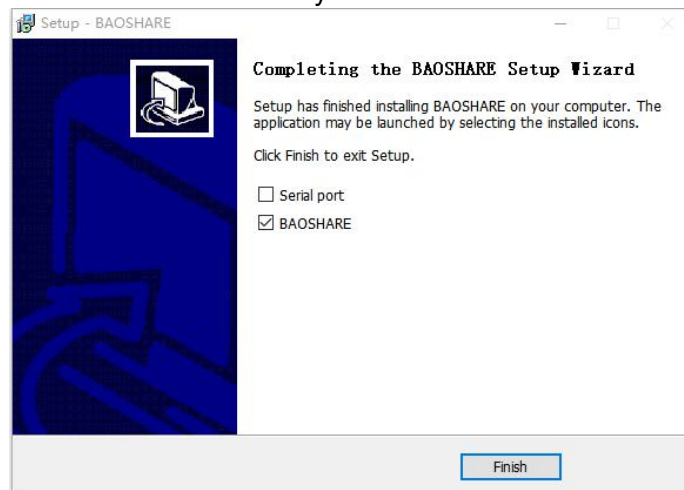 Setup - BAOSHARE
Completing the BAOSHARE Setup Wizard
Setup has finished installing BAOSHARE on your computer. The
application may be launched by selecting the installed icons.
Click Finish to exit Setup.
Serial port
BAOSHARE
Finish